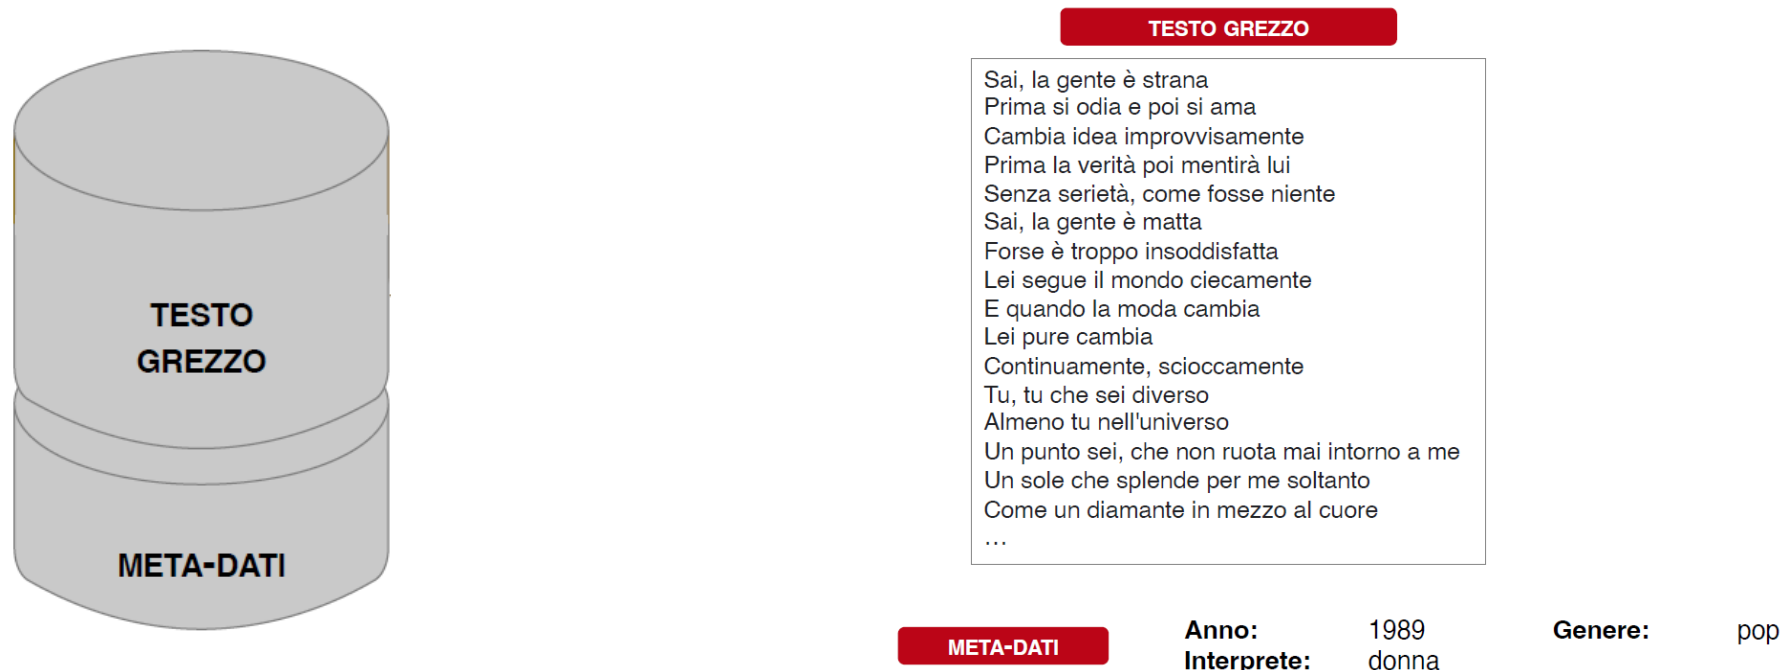 TESTO
GREZZO
META-DATI
TESTO GREZZO
Sai, la gente è strana
Prima si odia e poi si ama
Cambia idea improvvisamente
Prima la verità poi mentirà lui
Senza serietà, come fosse niente
Sai, la gente è matta
Forse è troppo insoddisfatta
Lei segue il mondo ciecamente
E quando la moda cambia
Lei pure cambia
Continuamente, scioccamente
Tu, tu che sei diverso
Almeno tu nell'universo
Un punto sei, che non ruota mai intorno a me
Un sole che splende per me soltanto
Come un diamante in mezzo al cuore
…
META-DATI
Anno: 1989 Genere: pop
Interprete: donna